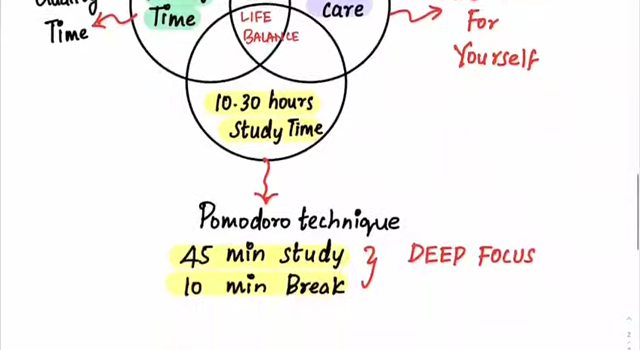 Time
Time
LIFE
BALANCE
care
For
Yourself
10.30 hours
Study Time
Pomodoro technique
45 min study
10 min Break
DEEP FOCUS